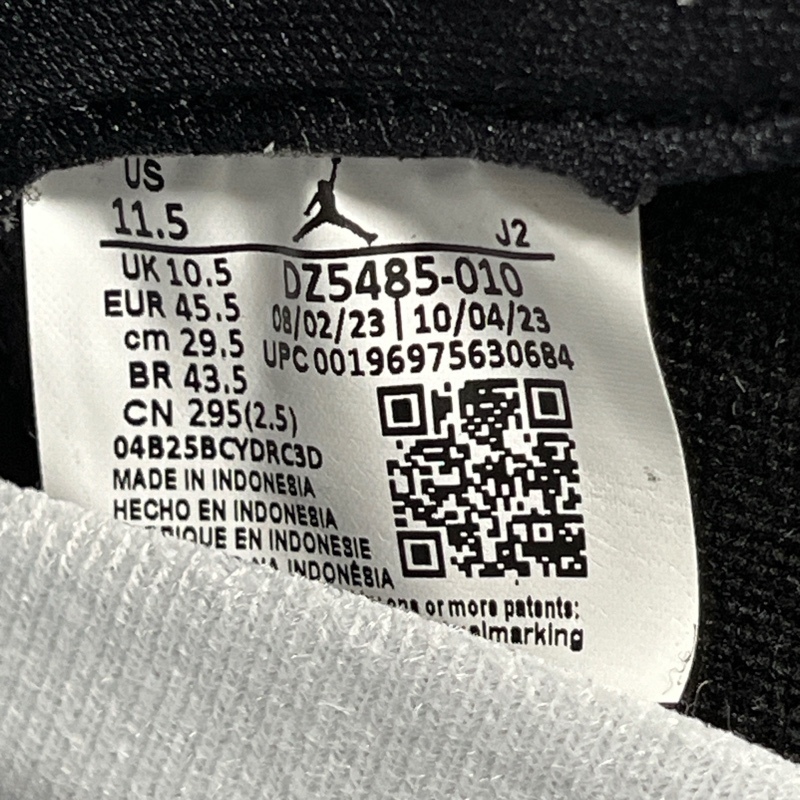 US
11.5
J2
UK 10.5
EUR 45.5
cm 29.5
BR 43.5
CN 295(2.5)
DZ5485-010
08/02/23 | 10/04/23
UPC 00196975630684
04B25BCYDRC3D
MADE IN INDONESIA
HECHO EN INDONESIA
EN INDONESIE
INDONÉSIA
or more patents: